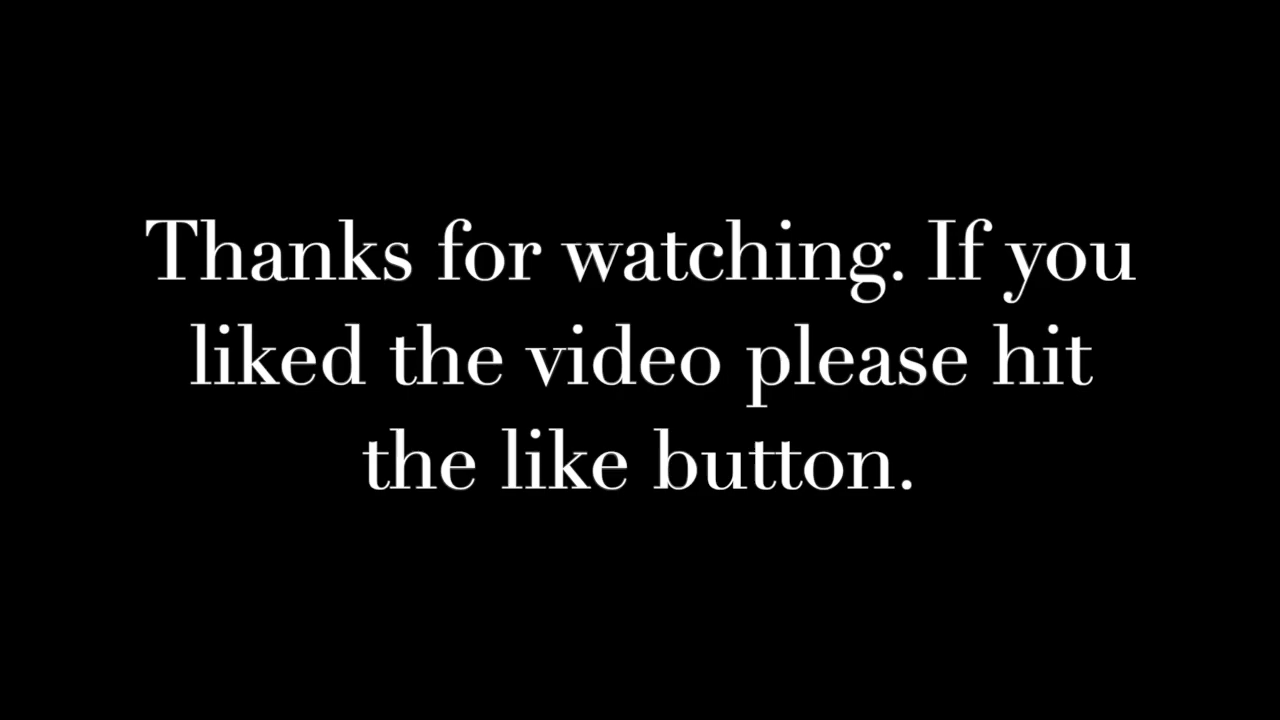 Thanks for watching. If you
liked the video please hit
the like button.